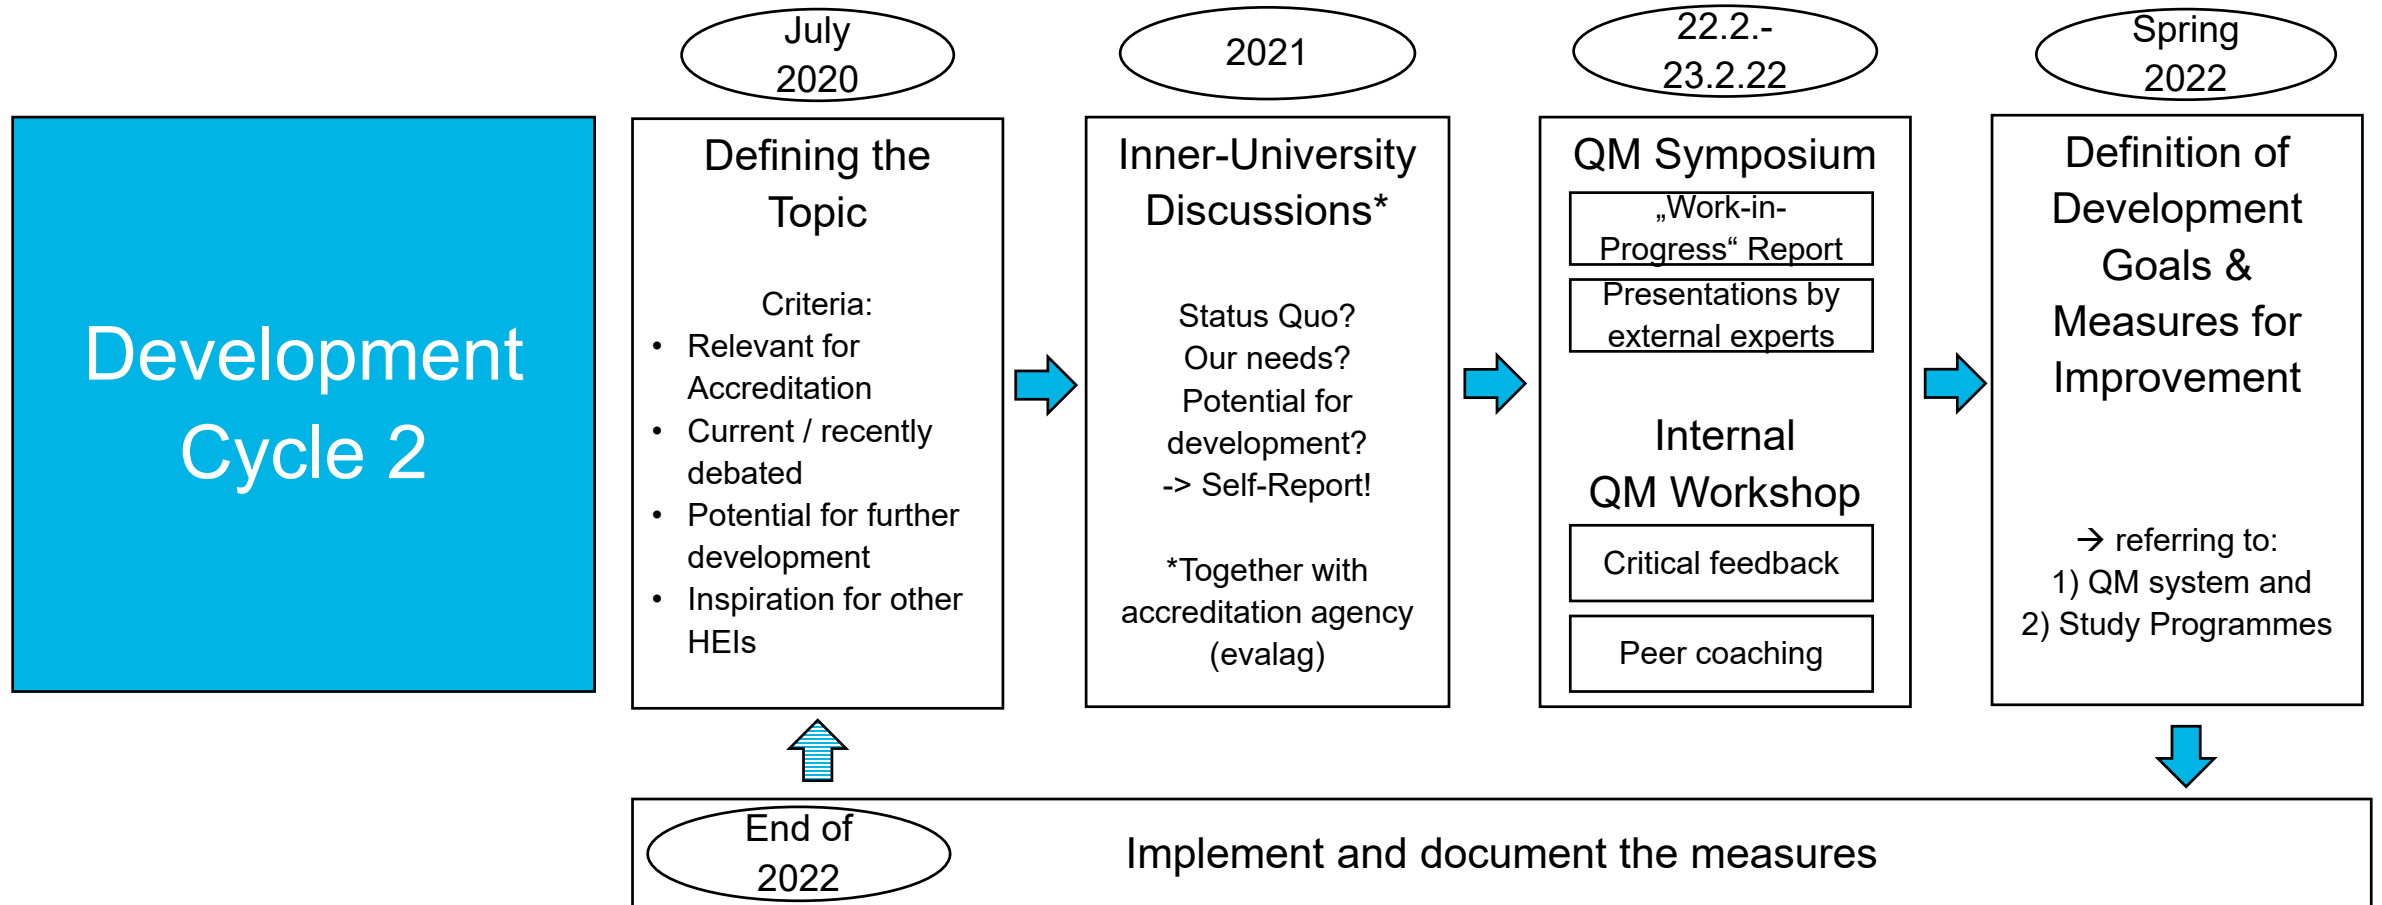 Development
Cycle 2
July
2020
Defining the
Topic
Criteria:
• Relevant for
Accreditation
• Current / recently
debated
• Potential for further
development
• Inspiration for other
HEIs
2021
Inner-University
Discussions*
Status Quo?
Our needs?
Potential for
development?
-> Self-Report!
*Together with
accreditation agency
(evalag)
22.2.-
23.2.22
QM Symposium
„Work-in-
Progress“ Report
Presentations by
external experts
Internal
QM Workshop
Critical feedback
Peer coaching
Spring
2022
Definition of
Development
Goals &
Measures for
Improvement
→ referring to:
1) QM system and
2) Study Programmes
End of
2022
Implement and document the measures